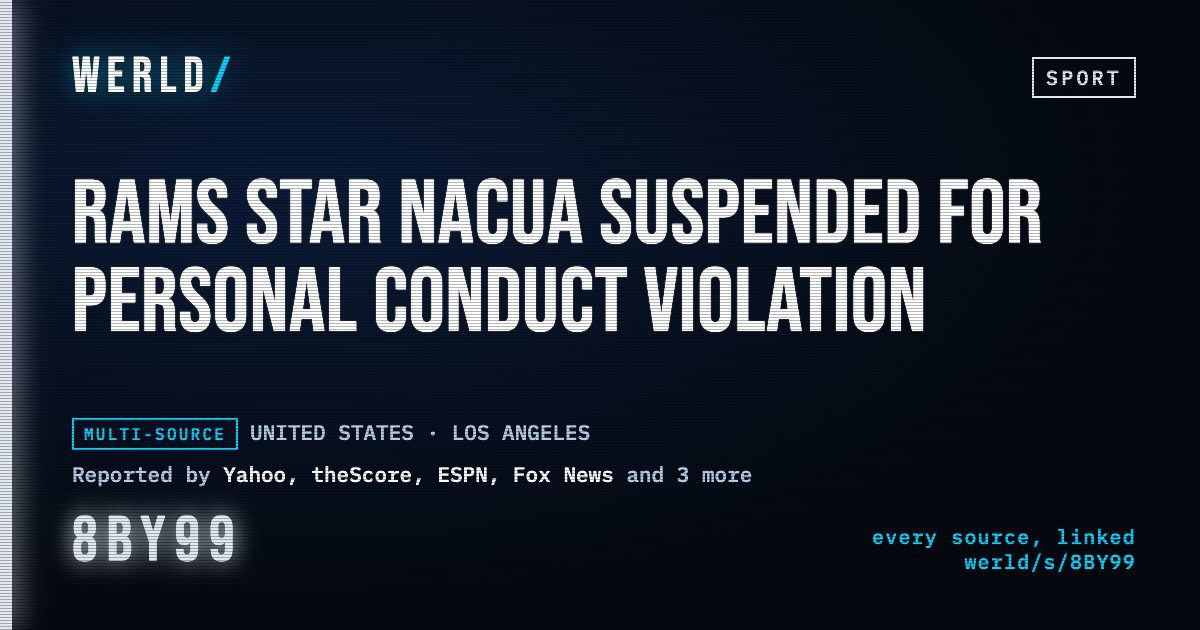 WERLD/
SPORT
RAMS STAR NACUA SUSPENDED FOR
PERSONAL CONDUCT VIOLATION
MULTI-SOURCE UNITED STATES · LOS ANGELES
Reported by Yahoo, theScore, ESPN, Fox News and 3 more
8BY99
every source, linked
werld/s/8BY99